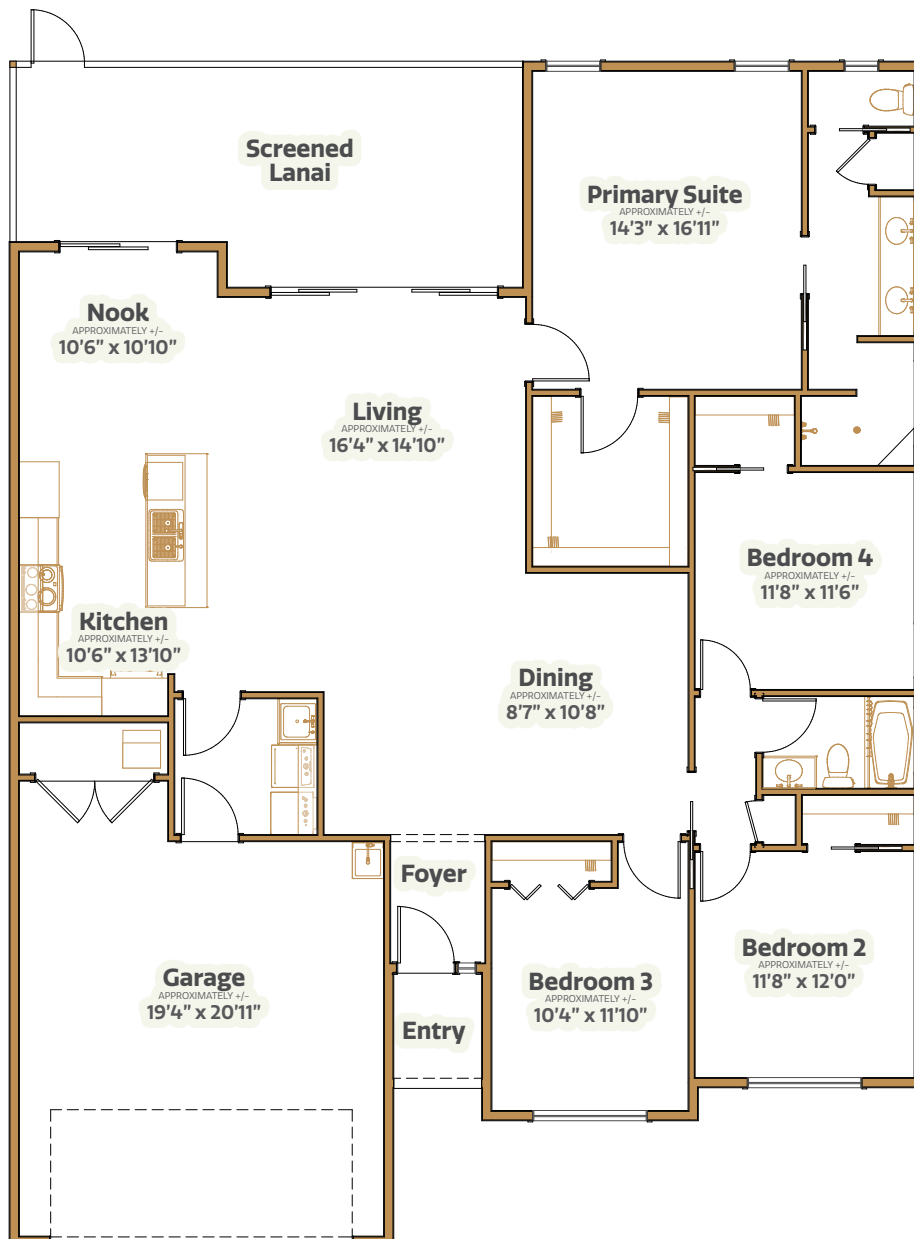 Screened
Lanai
Primary Suite
APPROXIMATELY +/-
14'3” x 16'11”
Nook
APPROXIMATELY +/-
10'6” x 10'10”
Living
APPROXIMATELY +/-
16'4” x 14'10”
Bedroom 4
APPROXIMATELY +/-
11'8” x 11'6”
Kitchen
APPROXIMATELY +/-
10'6” x 13'10”
Dining
APPROXIMATELY +/-
8'7” x 10'8”
Foyer
Bedroom 2
APPROXIMATELY +/-
11'8” x 12'0”
Garage
APPROXIMATELY +/-
19'4” x 20'11”
Bedroom 3
APPROXIMATELY +/-
10'4” x 11'10”
Entry